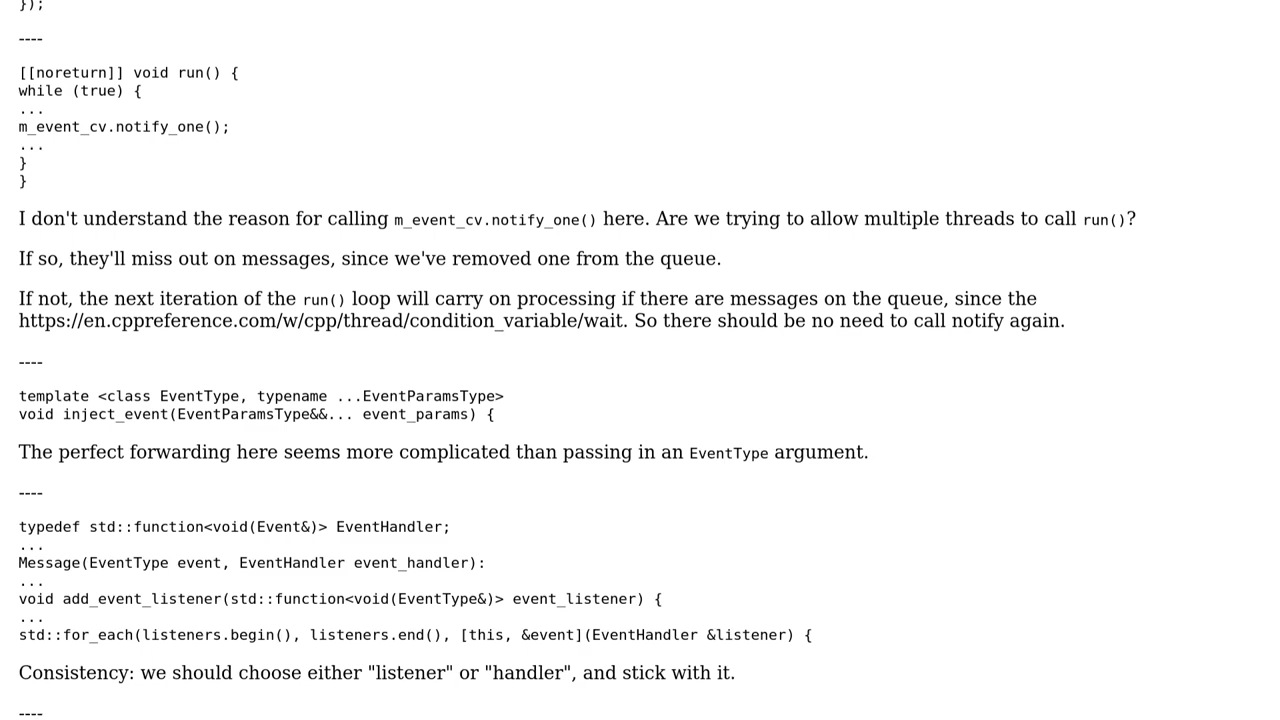 });
----
[[noreturn]] void run() {
while (true) {
...
m_event_cv.notify_one();
...
}
}
I don't understand the reason for calling m_event_cv.notify_one() here. Are we trying to allow multiple threads to call run()?
If so, they'll miss out on messages, since we've removed one from the queue.
If not, the next iteration of the run() loop will carry on processing if there are messages on the queue, since the
https://en.cppreference.com/w/cpp/thread/condition_variable/wait. So there should be no need to call notify again.
----
template <class EventType, typename ...EventParamsType>
void inject_event(EventParamsType&&... event_params) {
The perfect forwarding here seems more complicated than passing in an EventType argument.
----
typedef std::function<void(Event&)> EventHandler;
...
Message(EventType event, EventHandler event_handler):
...
void add_event_listener(std::function<void(EventType&)> event_listener) {
...
std::for_each(listeners.begin(), listeners.end(), [this, &event](EventHandler &listener) {
Consistency: we should choose either "listener" or "handler", and stick with it.
----